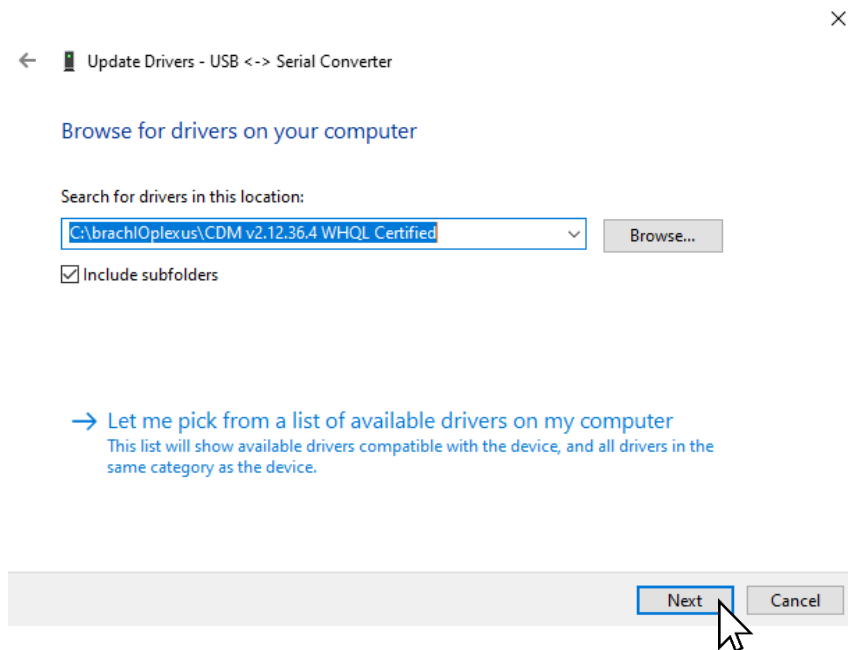 Update Drivers - USB <-> Serial Converter
Browse for drivers on your computer
Search for drivers in this location:
C:\brachIOplexus\CDM v2.12.36.4 WHQL Certified
Browse...
Include subfolders
Let me pick from a list of available drivers on my computer
This list will show available drivers compatible with the device, and all drivers in the
same category as the device.
Next
Cancel